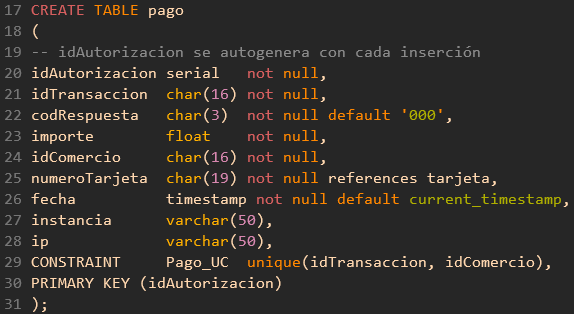 17 CREATE TABLE pago
18 (
19 -- idAutorizacion se autogenera con cada inserción
20 idAutorizacion serial   not null,
21 idTransaccion  char(16) not null,
22 codRespuesta   char(3)  not null default '000',
23 importe        float    not null,
24 idComercio     char(16) not null,
25 numeroTarjeta  char(19) not null references tarjeta,
26 fecha          timestamp not null default current_timestamp,
27 instancia      varchar(50),
28 ip             varchar(50),
29 CONSTRAINT     Pago_UC  unique(idTransaccion, idComercio),
30 PRIMARY KEY (idAutorizacion)
31 );